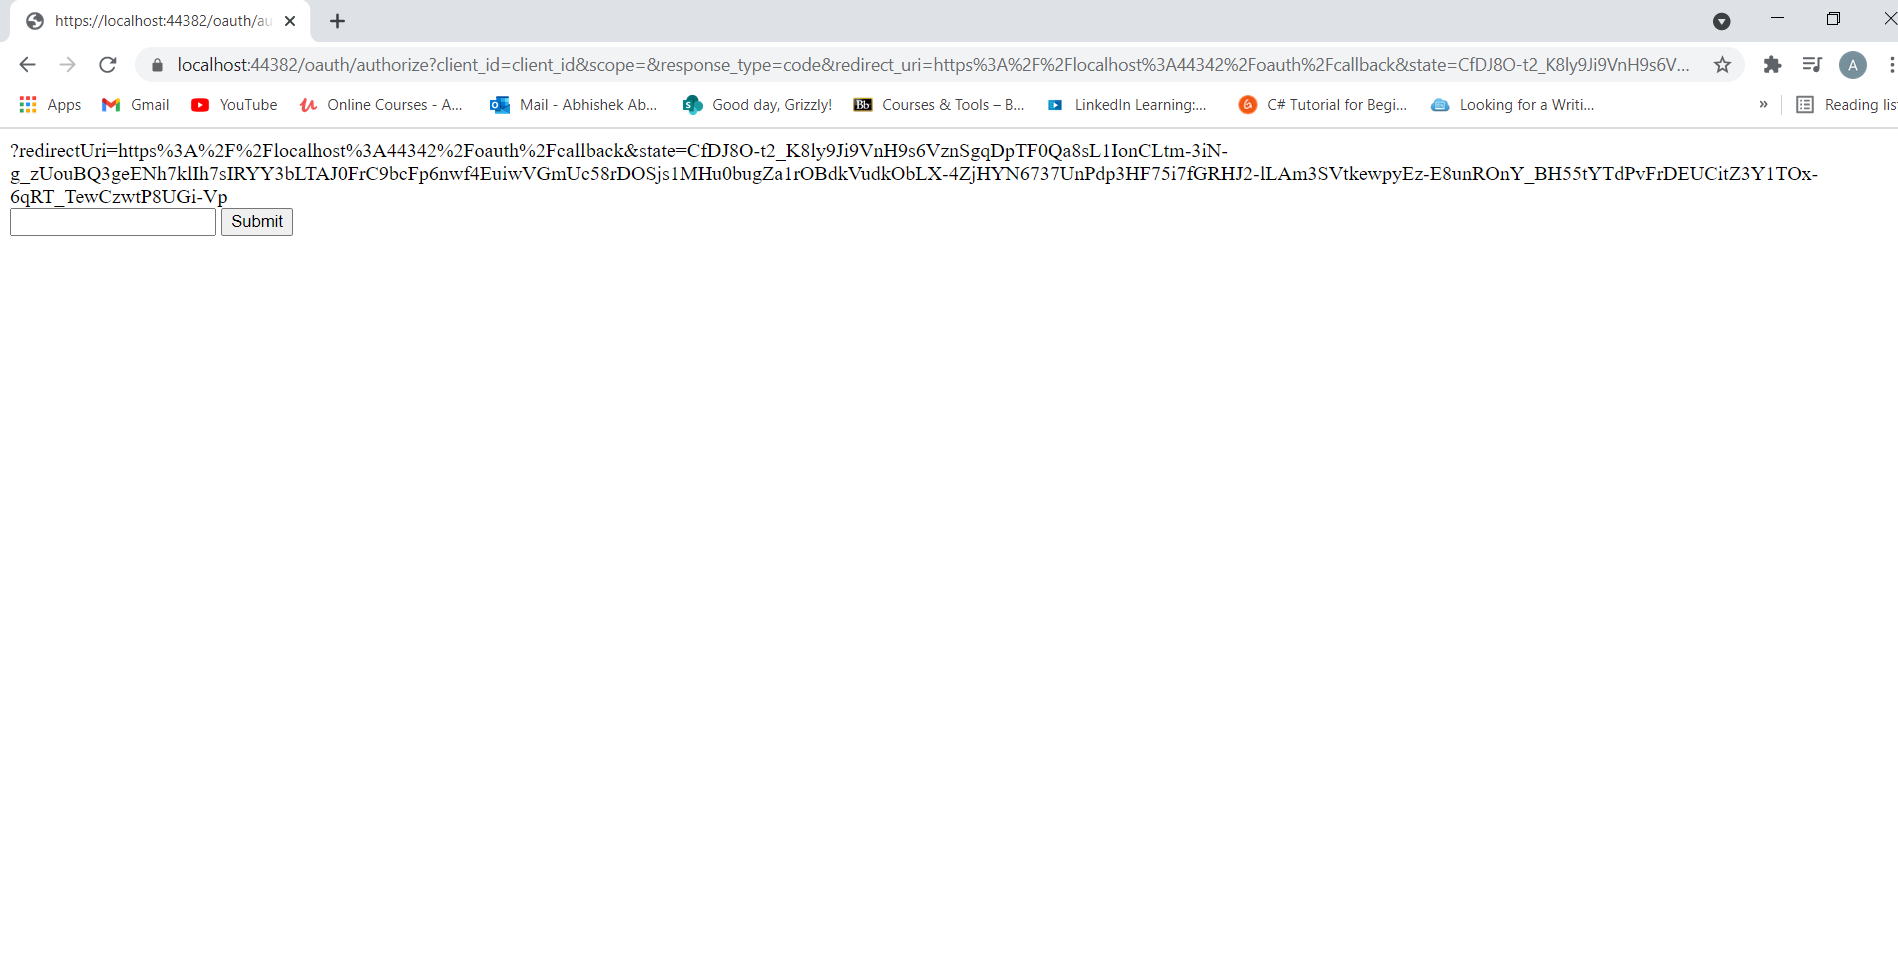 https://localhost:44382/oauth/au
localhost:44382/oauth/authorize?client_id=client_id&scope=&response_type=code&redirect_uri=https%3A%2F%2Flocalhost%3A44342%2Foauth%2Fcallback&state=CfDJ8O-t2_K8ly9Ji9VnH9s6V...
A
Apps Gmail YouTube Online Courses - A... Mail - Abhishek Ab... Good day, Grizzly! Bb Courses & Tools – B... LinkedIn Learning:... C# Tutorial for Begi... Looking for a Writi... » Reading lis
?redirectUri=https%3A%2F%2Flocalhost%3A44342%2Foauth%2Fcallback&state=CfDJ8O-t2_K8ly9Ji9VnH9s6VznSgqDpTF0Qa8sL1IonCLtm-3iN-
g_zUouBQ3geENh7klIh7sIRYY3bLTAJ0FrC9bcFp6nwf4EuiwVGmUc58rDOSjs1MHu0bugZa1rOBdkVudkObLX-4ZjHYN6737UnPdp3HF75i7fGRHJ2-lLAm3SVtkewpyEz-E8unROnY_BH55tYTdPvFrDEUCitZ3Y1TOx-
6qRT_TewCzwtP8UGi-Vp
Submit